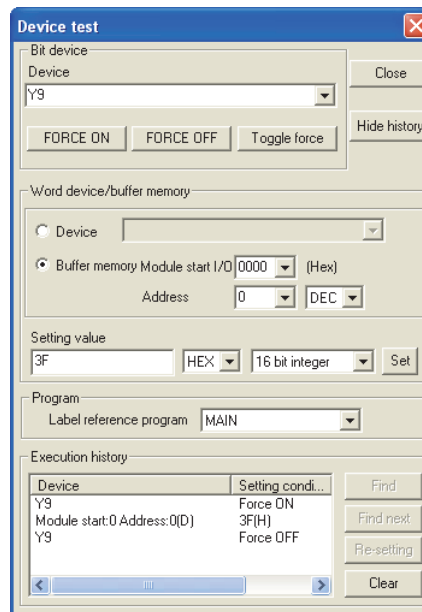 Device test
Bit device
Device
Close
Y9
Hide history
FORCE ON FORCE OFF Toggle force
Word device/buffer memory
Device
Buffer memory Module start I/O 0000 (Hex)
Address 0 DEC
Setting value
3F HEX 16 bit integer Set
Program
Label reference program MAIN
Execution history
Device Setting condi...
Find
Y9 Force ON
Module start:0 Address:0(D) 3F(H)
Find next
Y9 Force OFF
Re-setting
Clear